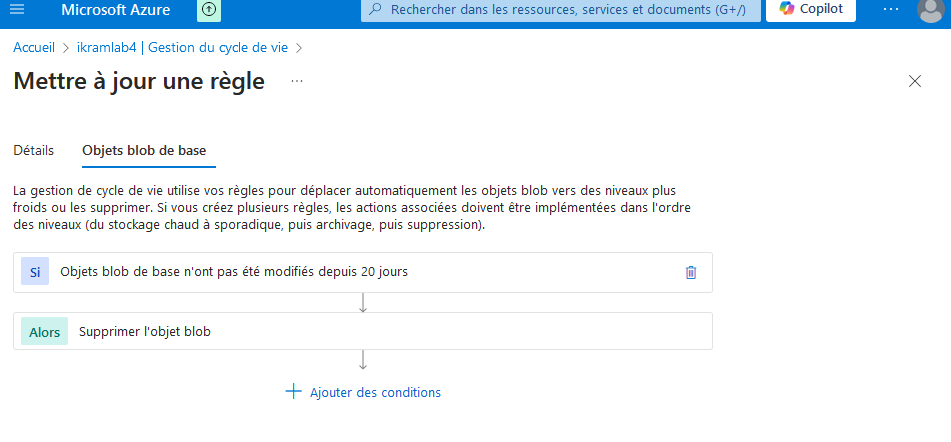 Microsoft Azure
Rechercher dans les ressources, services et documents (G+/)
Copilot
Accueil > ikramlab4 | Gestion du cycle de vie >
Mettre à jour une règle ...
Détails
Objets blob de base
La gestion de cycle de vie utilise vos règles pour déplacer automatiquement les objets blob vers des niveaux plus
froids ou les supprimer. Si vous créez plusieurs règles, les actions associées doivent être implémentées dans l'ordre
des niveaux (du stockage chaud à sporadique, puis archivage, puis suppression).
Si Objets blob de base n'ont pas été modifiés depuis 20 jours
Alors Supprimer l'objet blob
Ajouter des conditions